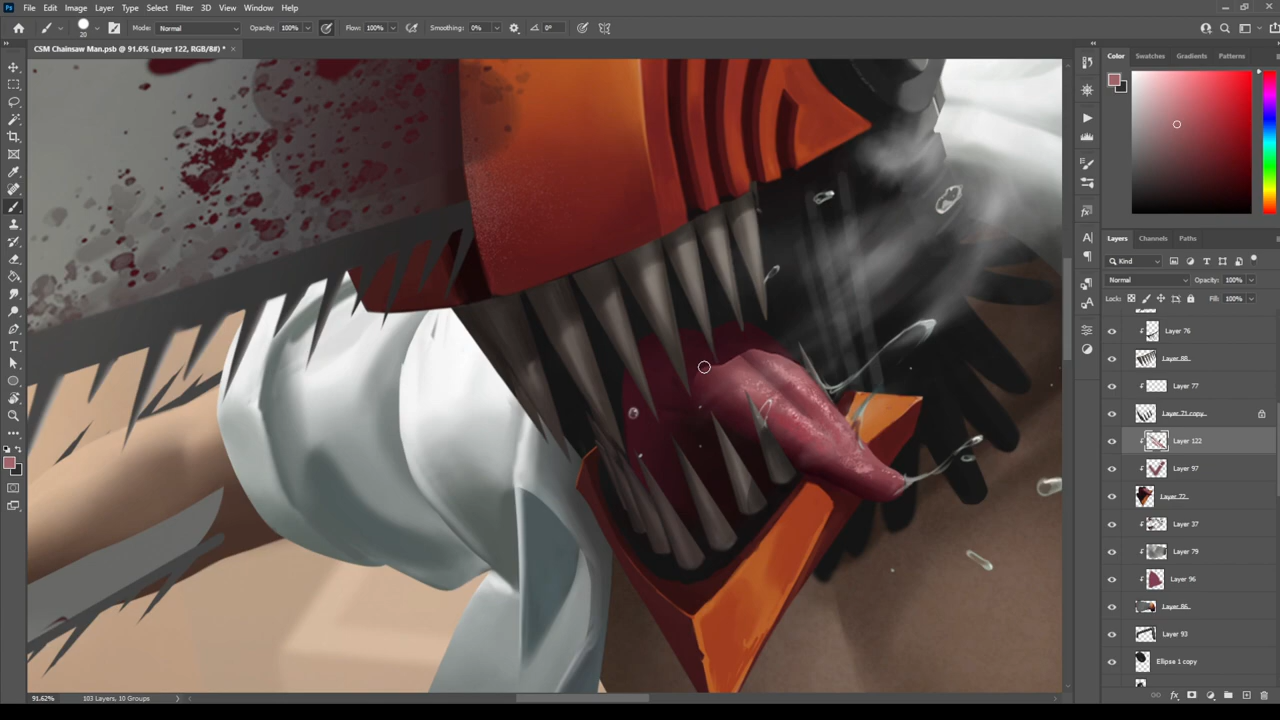 Ps File Edit Image Layer Type Select Filter 3D View Window Help
20 Mode: Normal Opacity: 100% Flow: 100% Smoothing: 0% 0°
CSM Chainsaw Man.psb @ 91.6% (Layer 122, RGB/8#) * ×
Color Swatches Gradients Patterns
Layers Channels Paths
Kind
Normal Opacity: 100%
Lock: Fill: 100%
Layer 76
Layer 88
Layer 77
Layer 71 copy
Layer 122
Layer 97
Layer 72
Layer 37
Layer 79
Layer 96
Layer 86
Layer 93
Ellipse 1 copy
91.62% 103 Layers, 10 Groups